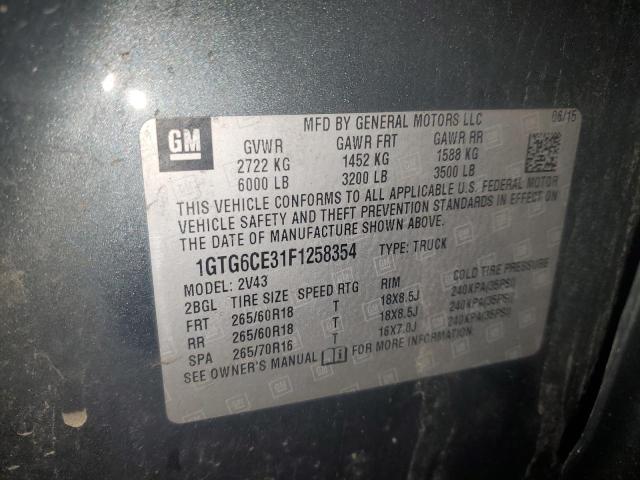 GM
MFD BY GENERAL MOTORS LLC 06/15
GVWR GAWR FRT GAWR RR
2722 KG 1452 KG 1588 KG
6000 LB 3200 LB 3500 LB
THIS VEHICLE CONFORMS TO ALL APPLICABLE U.S. FEDERAL MOTOR
VEHICLE SAFETY AND THEFT PREVENTION STANDARDS IN EFFECT ON
THE DATE OF MANUFACTURE SHOWN ABOVE.
1GTG6CE31F1258354 TYPE: TRUCK
MODEL: 2V43
2BGL TIRE SIZE SPEED RTG RIM COLD TIRE PRESSURE
FRT 265/60R18 T 18X8.5J 240KPA(35PSI)
RR 265/60R18 T 18X8.5J 240KPA(35PSI)
SPA 265/70R16 T 16X7.0J 240KPA(35PSI)
SEE OWNER'S MANUAL FOR MORE INFORMATION.